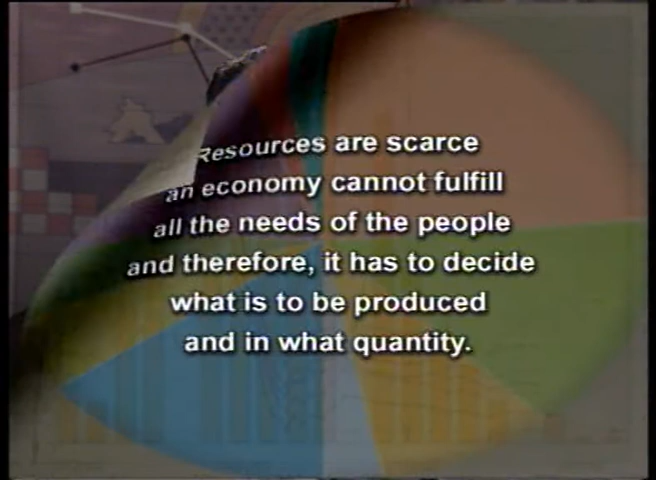 Resources are scarce
an economy cannot fulfill
all the needs of the people
and therefore, it has to decide
what is to be produced
and in what quantity.